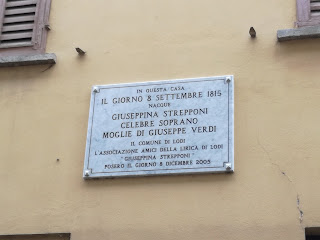 IN QUESTA CASA
IL GIORNO 8 SETTEMBRE 1815
NACQUE
GIUSEPPINA STREPPONI
CELEBRE SOPRANO
MOGLIE DI GIUSEPPE VERDI
IL COMUNE DI LODI
L'ASSOCIAZIONE AMICI DELLA LIRICA DI LODI
"GIUSEPPINA STREPPONI"
POSERO IL GIORNO 8 DICEMBRE 2005